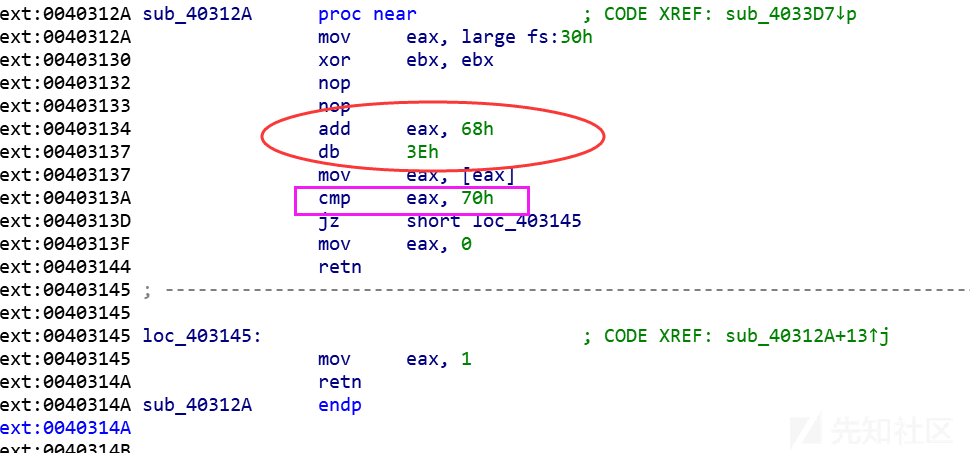 ext:0040312A sub_40312A proc near ; CODE XREF: sub_4033D7↓p
ext:0040312A mov eax, large fs:30h
ext:00403130 xor ebx, ebx
ext:00403132 nop
ext:00403133 nop
ext:00403134 add eax, 68h
ext:00403137 db 3Eh
ext:00403137 mov eax, [eax]
ext:0040313A cmp eax, 70h
ext:0040313D jz short loc_403145
ext:0040313F mov eax, 0
ext:00403144 retn
ext:00403145 ; ---------------------------------------------------------------------------
ext:00403145
ext:00403145 loc_403145: ; CODE XREF: sub_40312A+13↑j
ext:00403145 mov eax, 1
ext:0040314A retn
ext:0040314A sub_40312A endp
ext:0040314A
ext:0040314B
先知社区